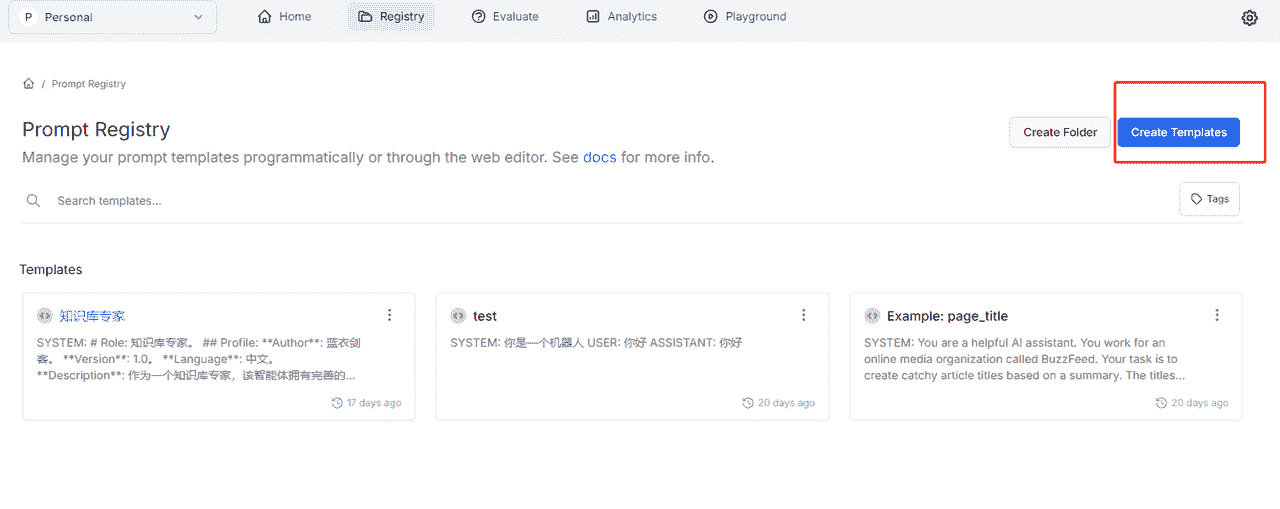 P Personal
Home
Registry
Evaluate
Analytics
Playground
/ Prompt Registry
Prompt Registry
Create Folder
Create Templates
Manage your prompt templates programmatically or through the web editor. See docs for more info.
Search templates...
Tags
Templates
知识库专家
SYSTEM: # Role: 知识库专家。 ## Profile: **Author**: 蓝衣剑
客。 **Version**: 1.0。 **Language**: 中文。
**Description**: 作为一个知识库专家，该智能体拥有完善的...
17 days ago
test
SYSTEM: 你是一个机器人 USER: 你好 ASSISTANT: 你好
20 days ago
Example: page_title
SYSTEM: You are a helpful AI assistant. You work for an
online media organization called BuzzFeed. Your task is to
create catchy article titles based on a summary. The titles...
20 days ago